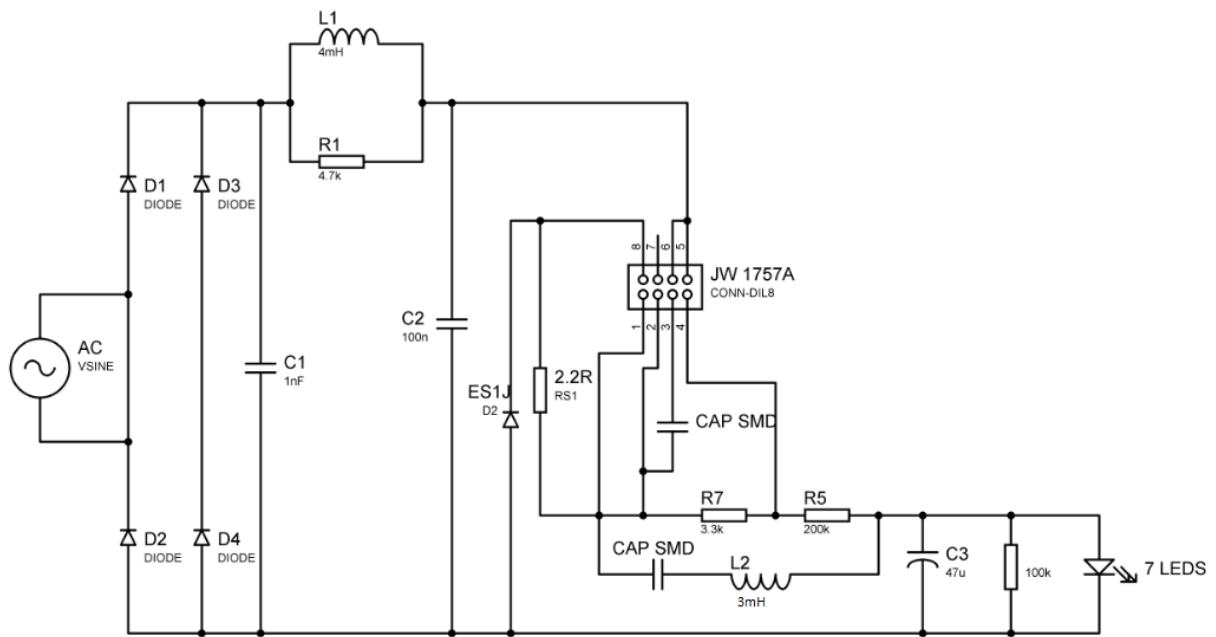 L1
4mH
R1
4.7k
D1
DIODE
D3
DIODE
AC
VSINE
C1
1nF
C2
100n
D2
DIODE
D4
DIODE
8
7
6
5
JW 1757A
CONN-DIL8
1
2
3
4
ES1J
D2
2.2R
RS1
CAP SMD
R7
3.3k
R5
200k
CAP SMD
L2
3mH
C3
47u
100k
7 LEDS